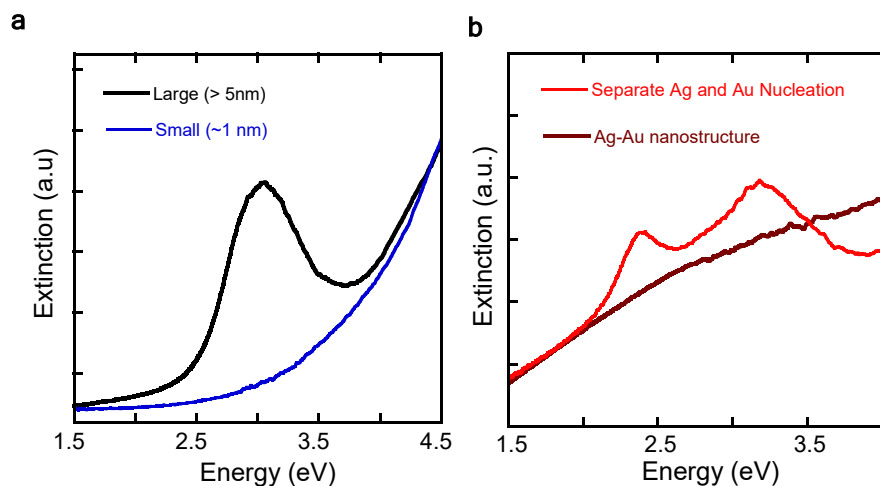 a
Large (> 5nm)
Small (~1 nm)
Extinction (a.u)
1.5
2.5
3.5
4.5
Energy (eV)
b
Separate Ag and Au Nucleation
Ag-Au nanostructure
Extinction (a.u.)
1.5
2.5
3.5
Energy (eV)